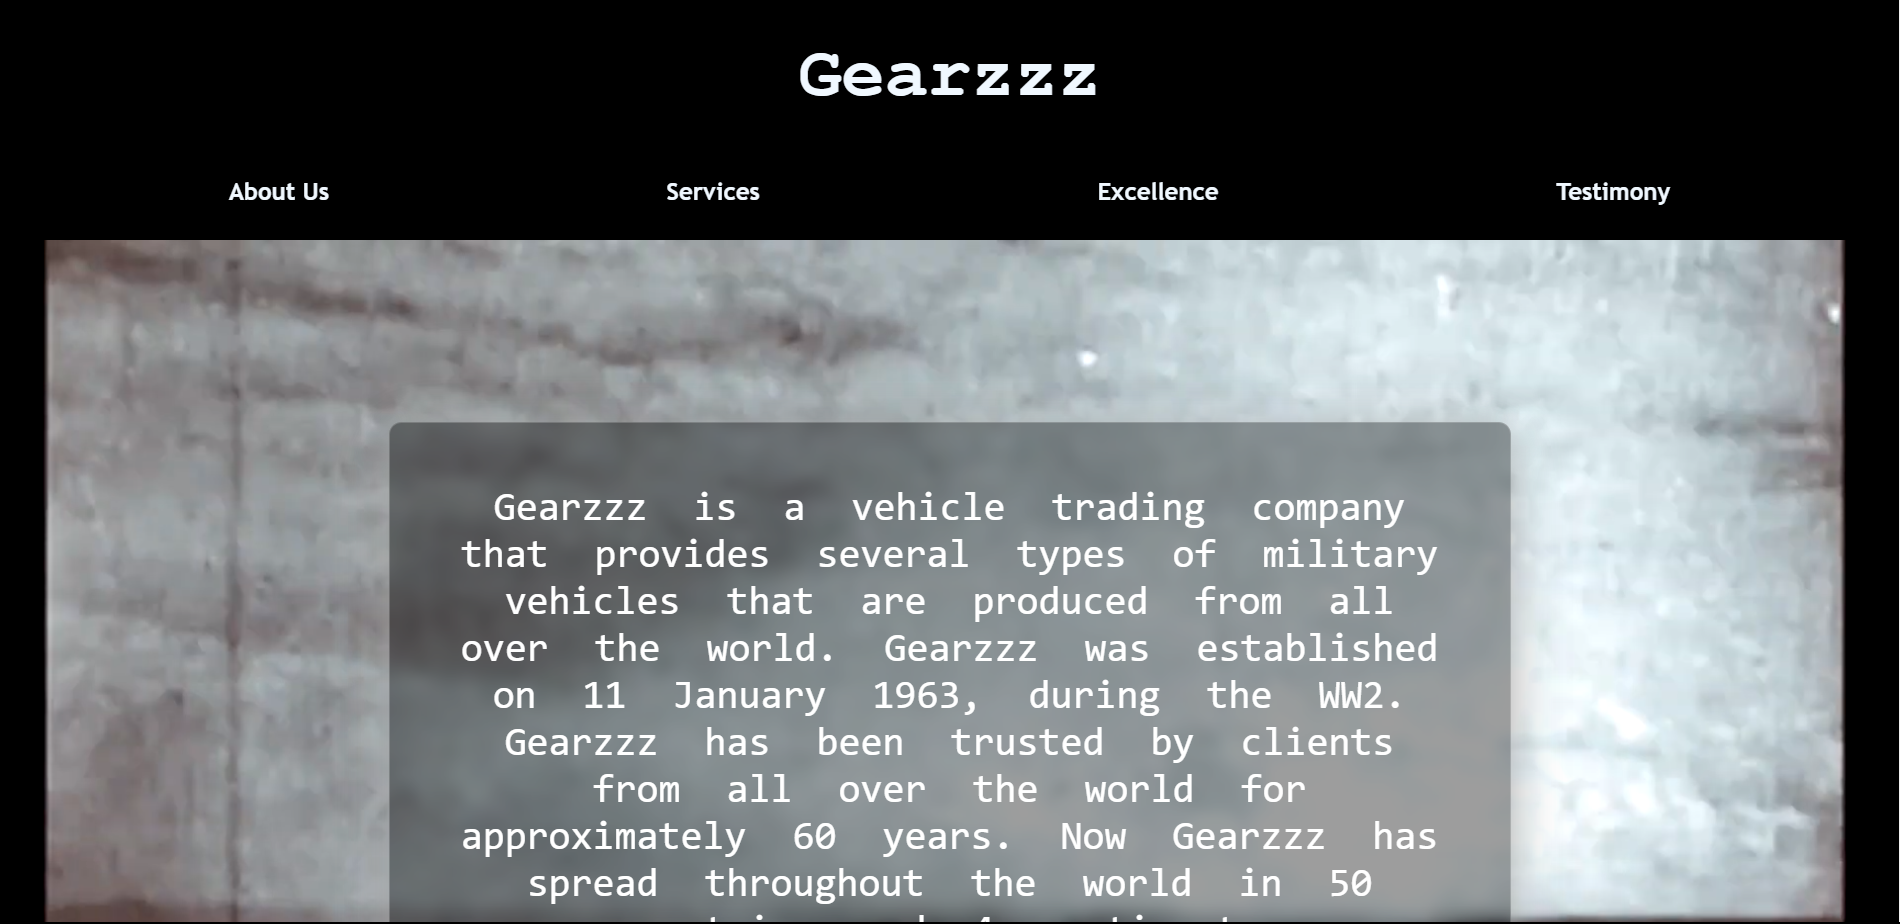 Gearzzz
About Us Services Excellence Testimony
Gearzzz is a vehicle trading company
that provides several types of military
vehicles that are produced from all
over the world. Gearzzz was established
on 11 January 1963, during the WW2.
Gearzzz has been trusted by clients
from all over the world for
approximately 60 years. Now Gearzzz has
spread throughout the world in 50